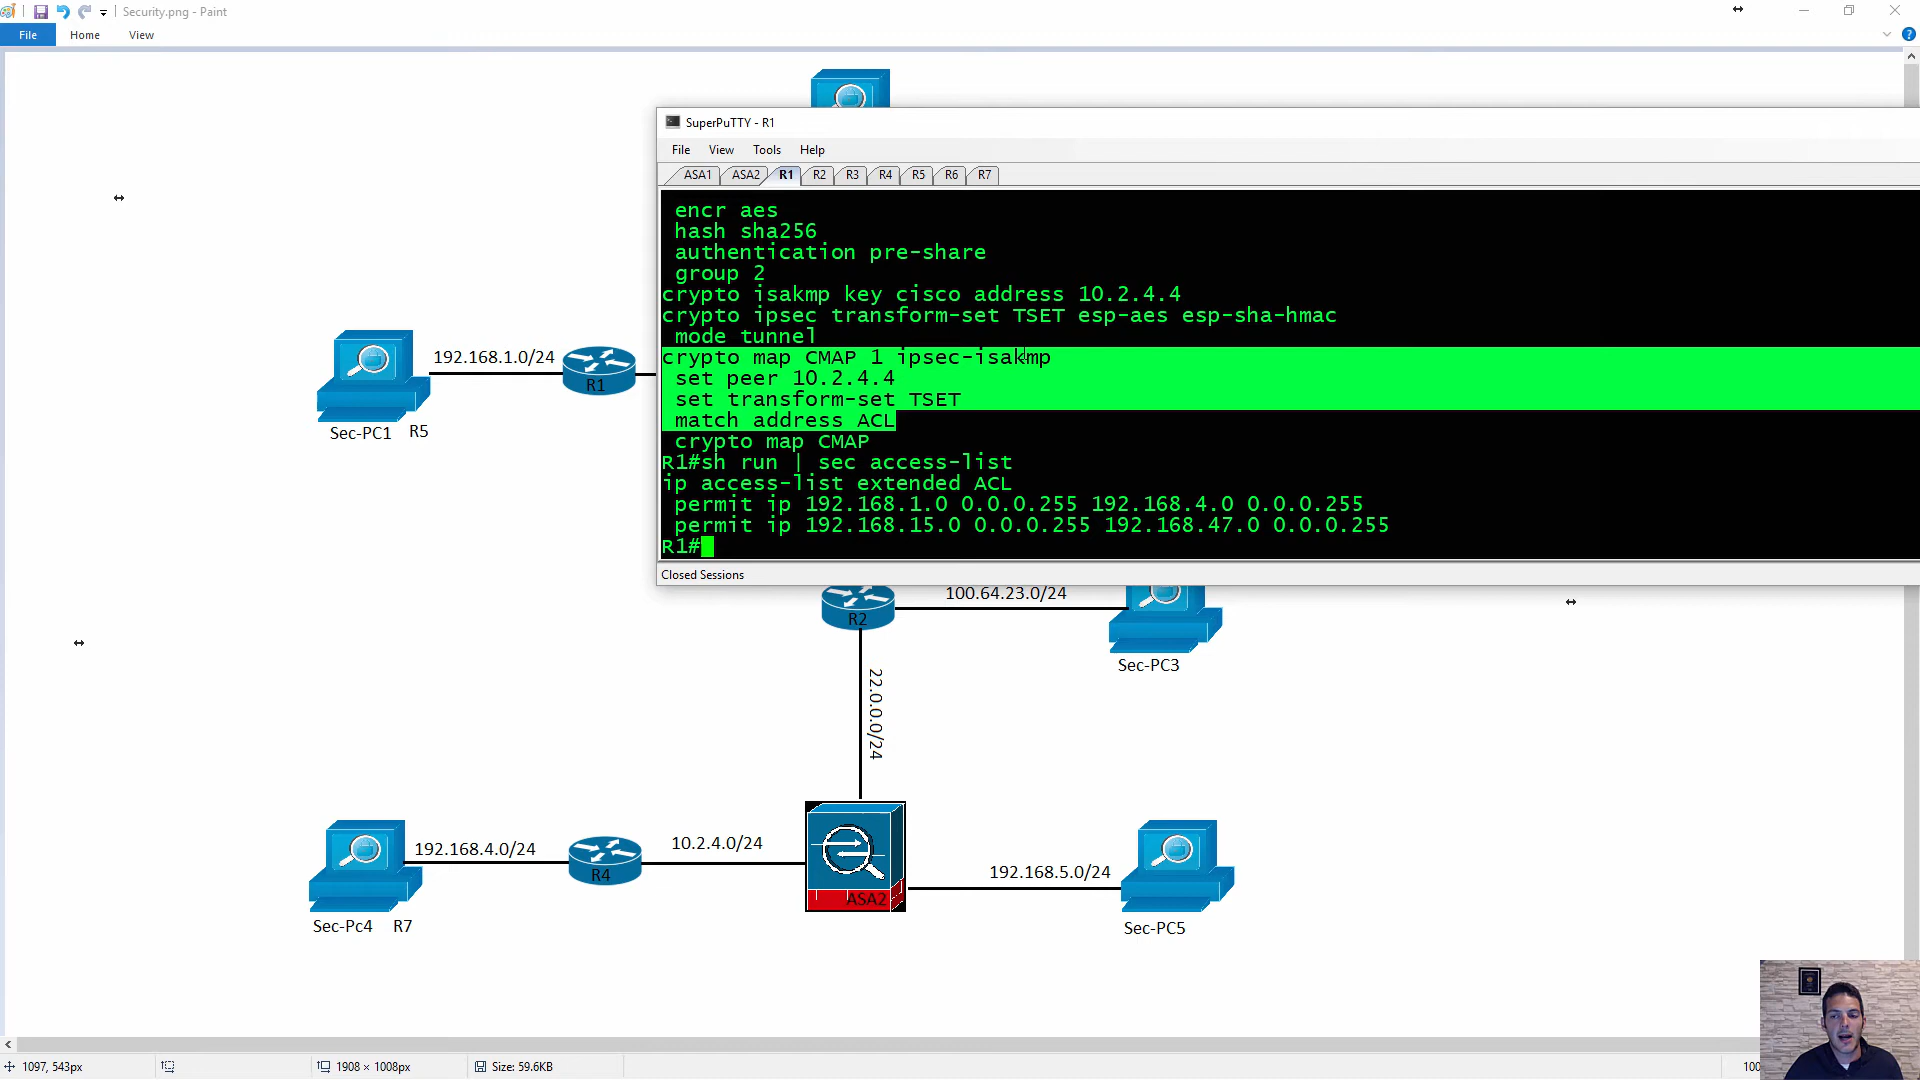 Security.png - Paint
File Home View
SuperPuTTY - R1
File View Tools Help
ASA1 ASA2 R1 R2 R3 R4 R5 R6 R7
encr aes
hash sha256
authentication pre-share
group 2
crypto isakmp key cisco address 10.2.4.4
crypto ipsec transform-set TSET esp-aes esp-sha-hmac
mode tunnel
crypto map CMAP 1 ipsec-isakmp
set peer 10.2.4.4
set transform-set TSET
match address ACL
crypto map CMAP
R1#sh run | sec access-list
ip access-list extended ACL
permit ip 192.168.1.0 0.0.0.255 192.168.4.0 0.0.0.255
permit ip 192.168.15.0 0.0.0.255 192.168.47.0 0.0.0.255
R1#
Closed Sessions
192.168.1.0/24
R1
Sec-PC1 R5
100.64.23.0/24
R2
Sec-PC3
22.0.0.0/24
192.168.4.0/24
R4
10.2.4.0/24
ASA2
192.168.5.0/24
Sec-Pc4 R7
Sec-PC5
1097, 543px
1908 × 1008px
Size: 59.6KB